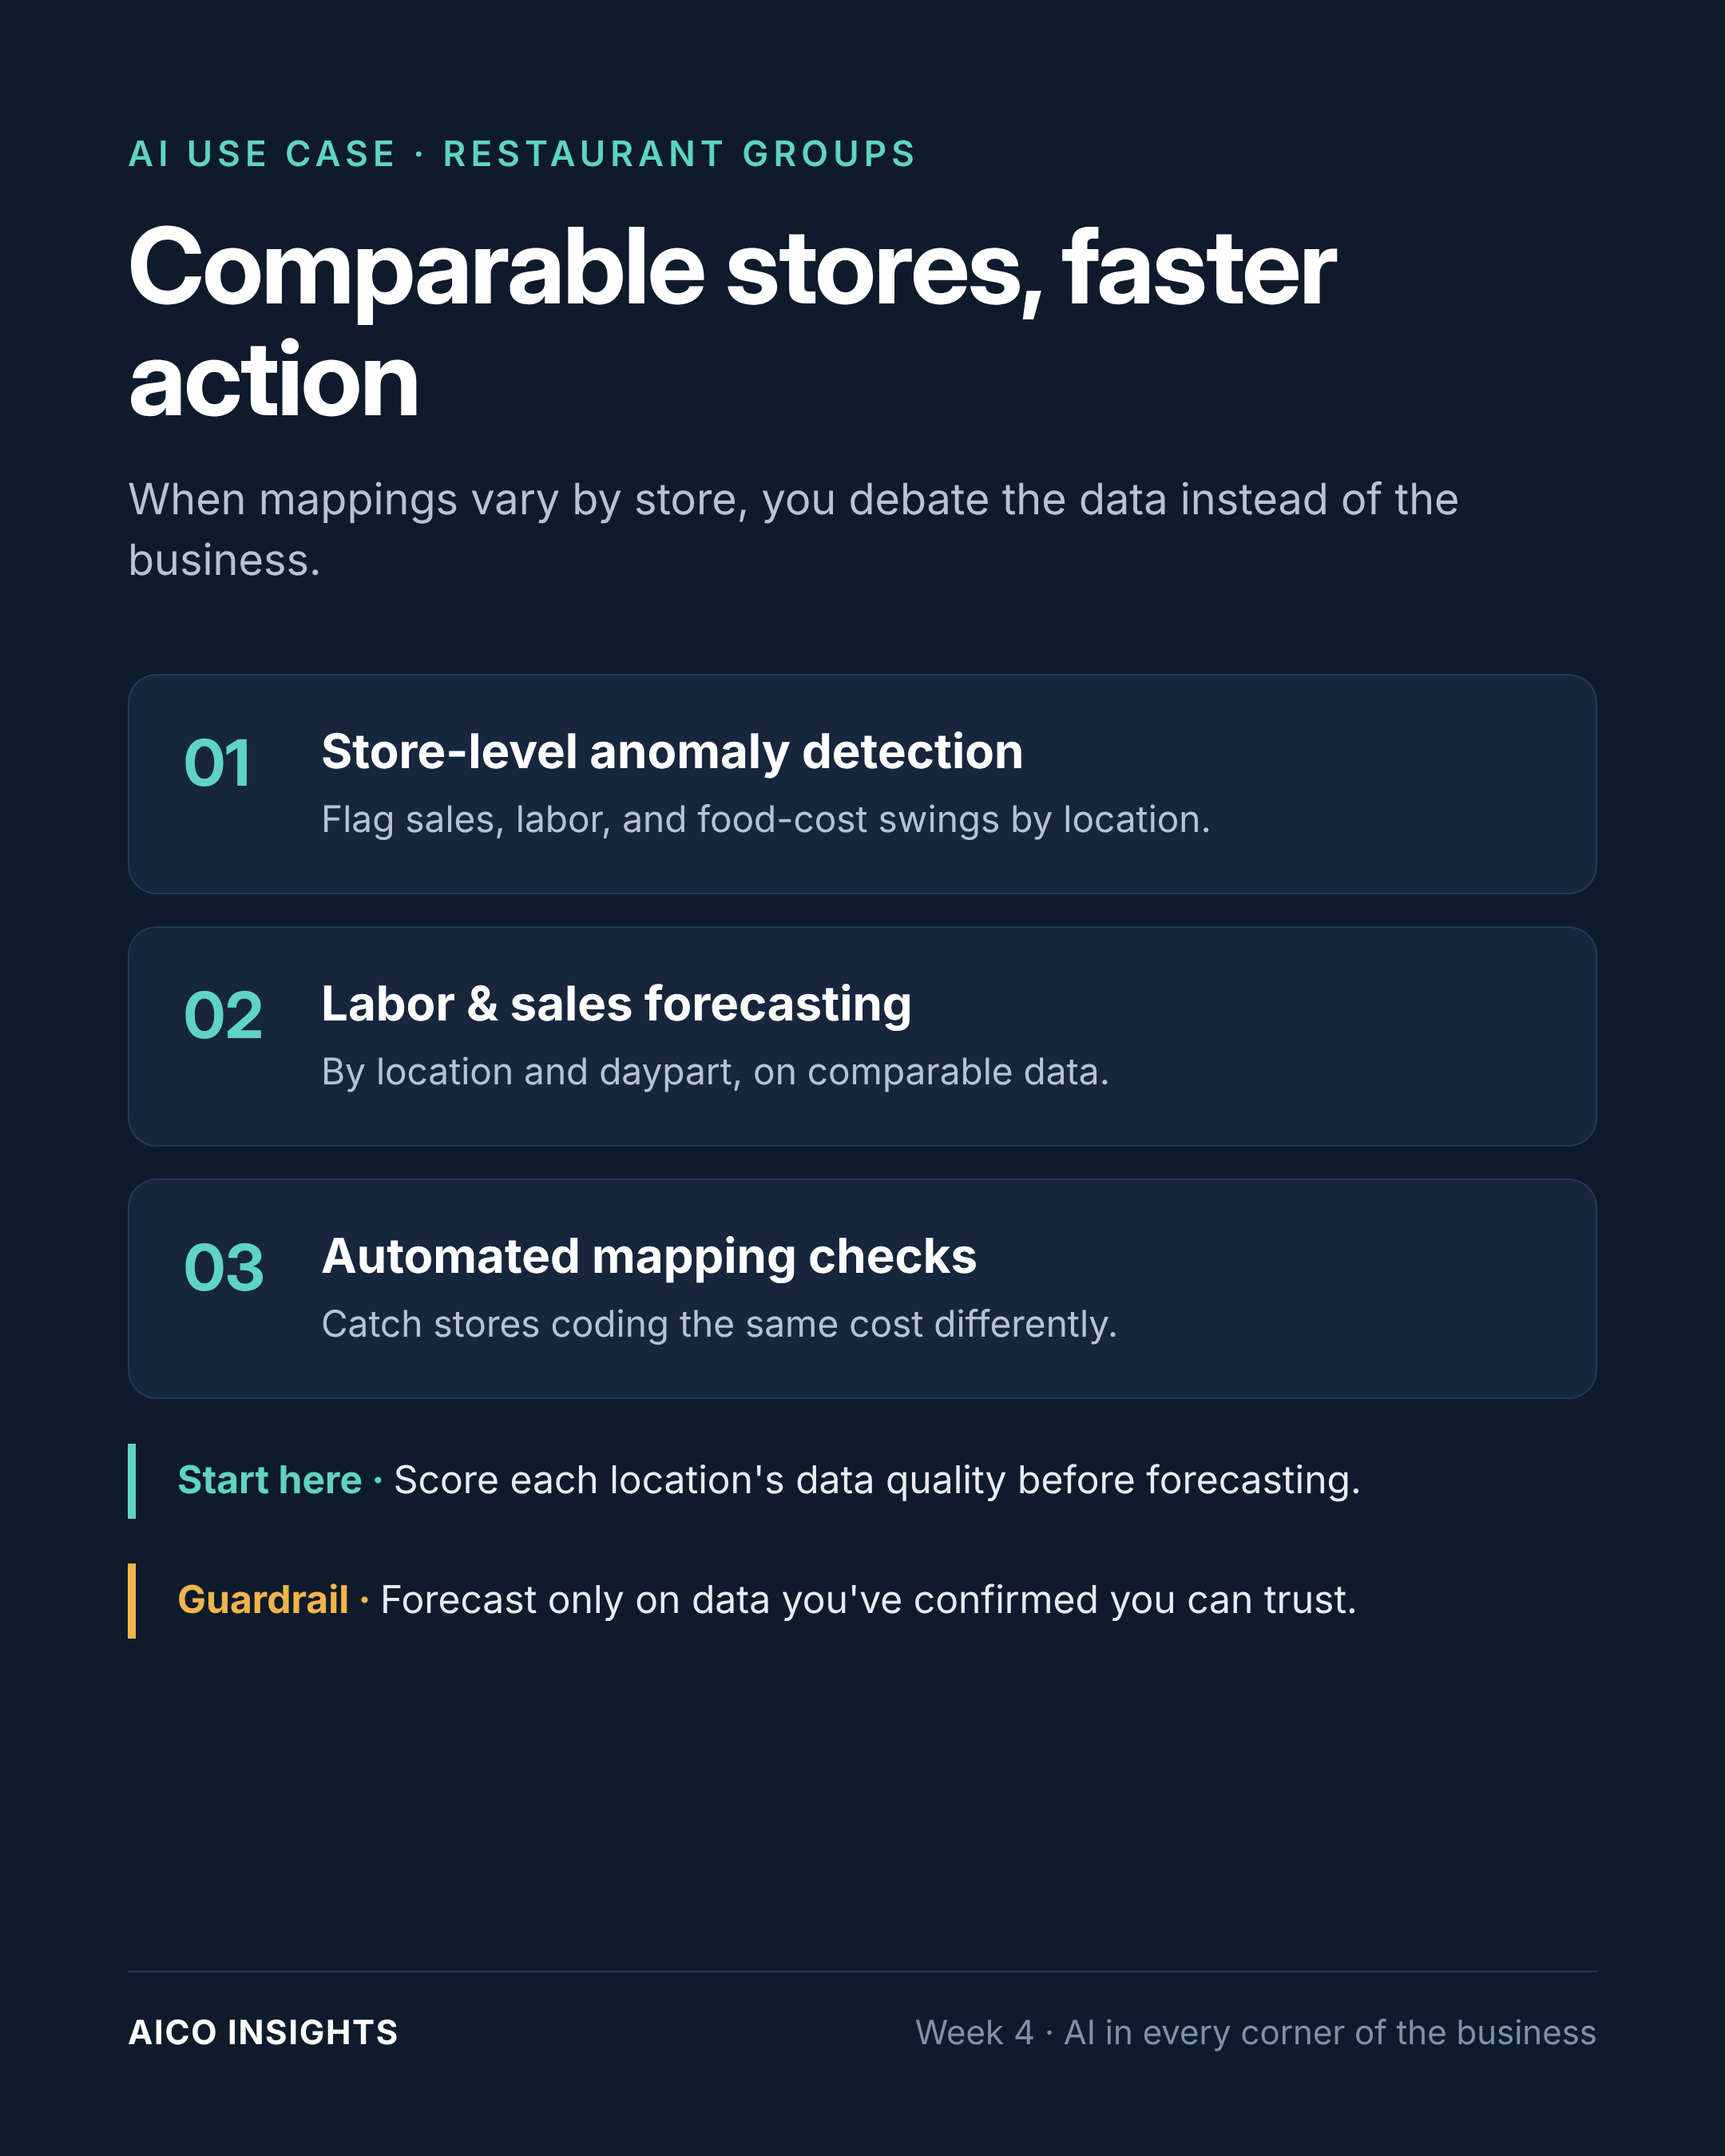 AI USE CASE · RESTAURANT GROUPS
Comparable stores, faster
action
When mappings vary by store, you debate the data instead of the
business.
01
Store-level anomaly detection
Flag sales, labor, and food-cost swings by location.
02
Labor & sales forecasting
By location and daypart, on comparable data.
03
Automated mapping checks
Catch stores coding the same cost differently.
Start here · Score each location's data quality before forecasting.
Guardrail · Forecast only on data you've confirmed you can trust.
AICO INSIGHTS
Week 4 · AI in every corner of the business